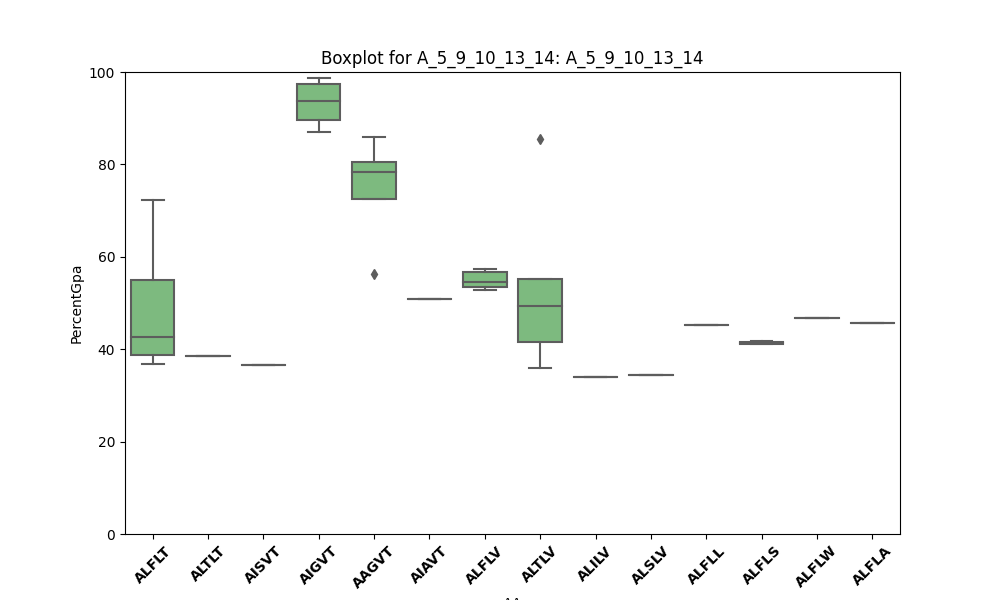 Boxplot for A_5_9_10_13_14: A_5_9_10_13_14
100
80
60
40
20
0
PercentGpa
ALFLT
ALTLT
AISVT
AIGVT
AAGVT
AIAVT
ALFLV
ALTLV
ALILV
ALSLV
ALFLL
ALFLS
ALFLW
ALFLA